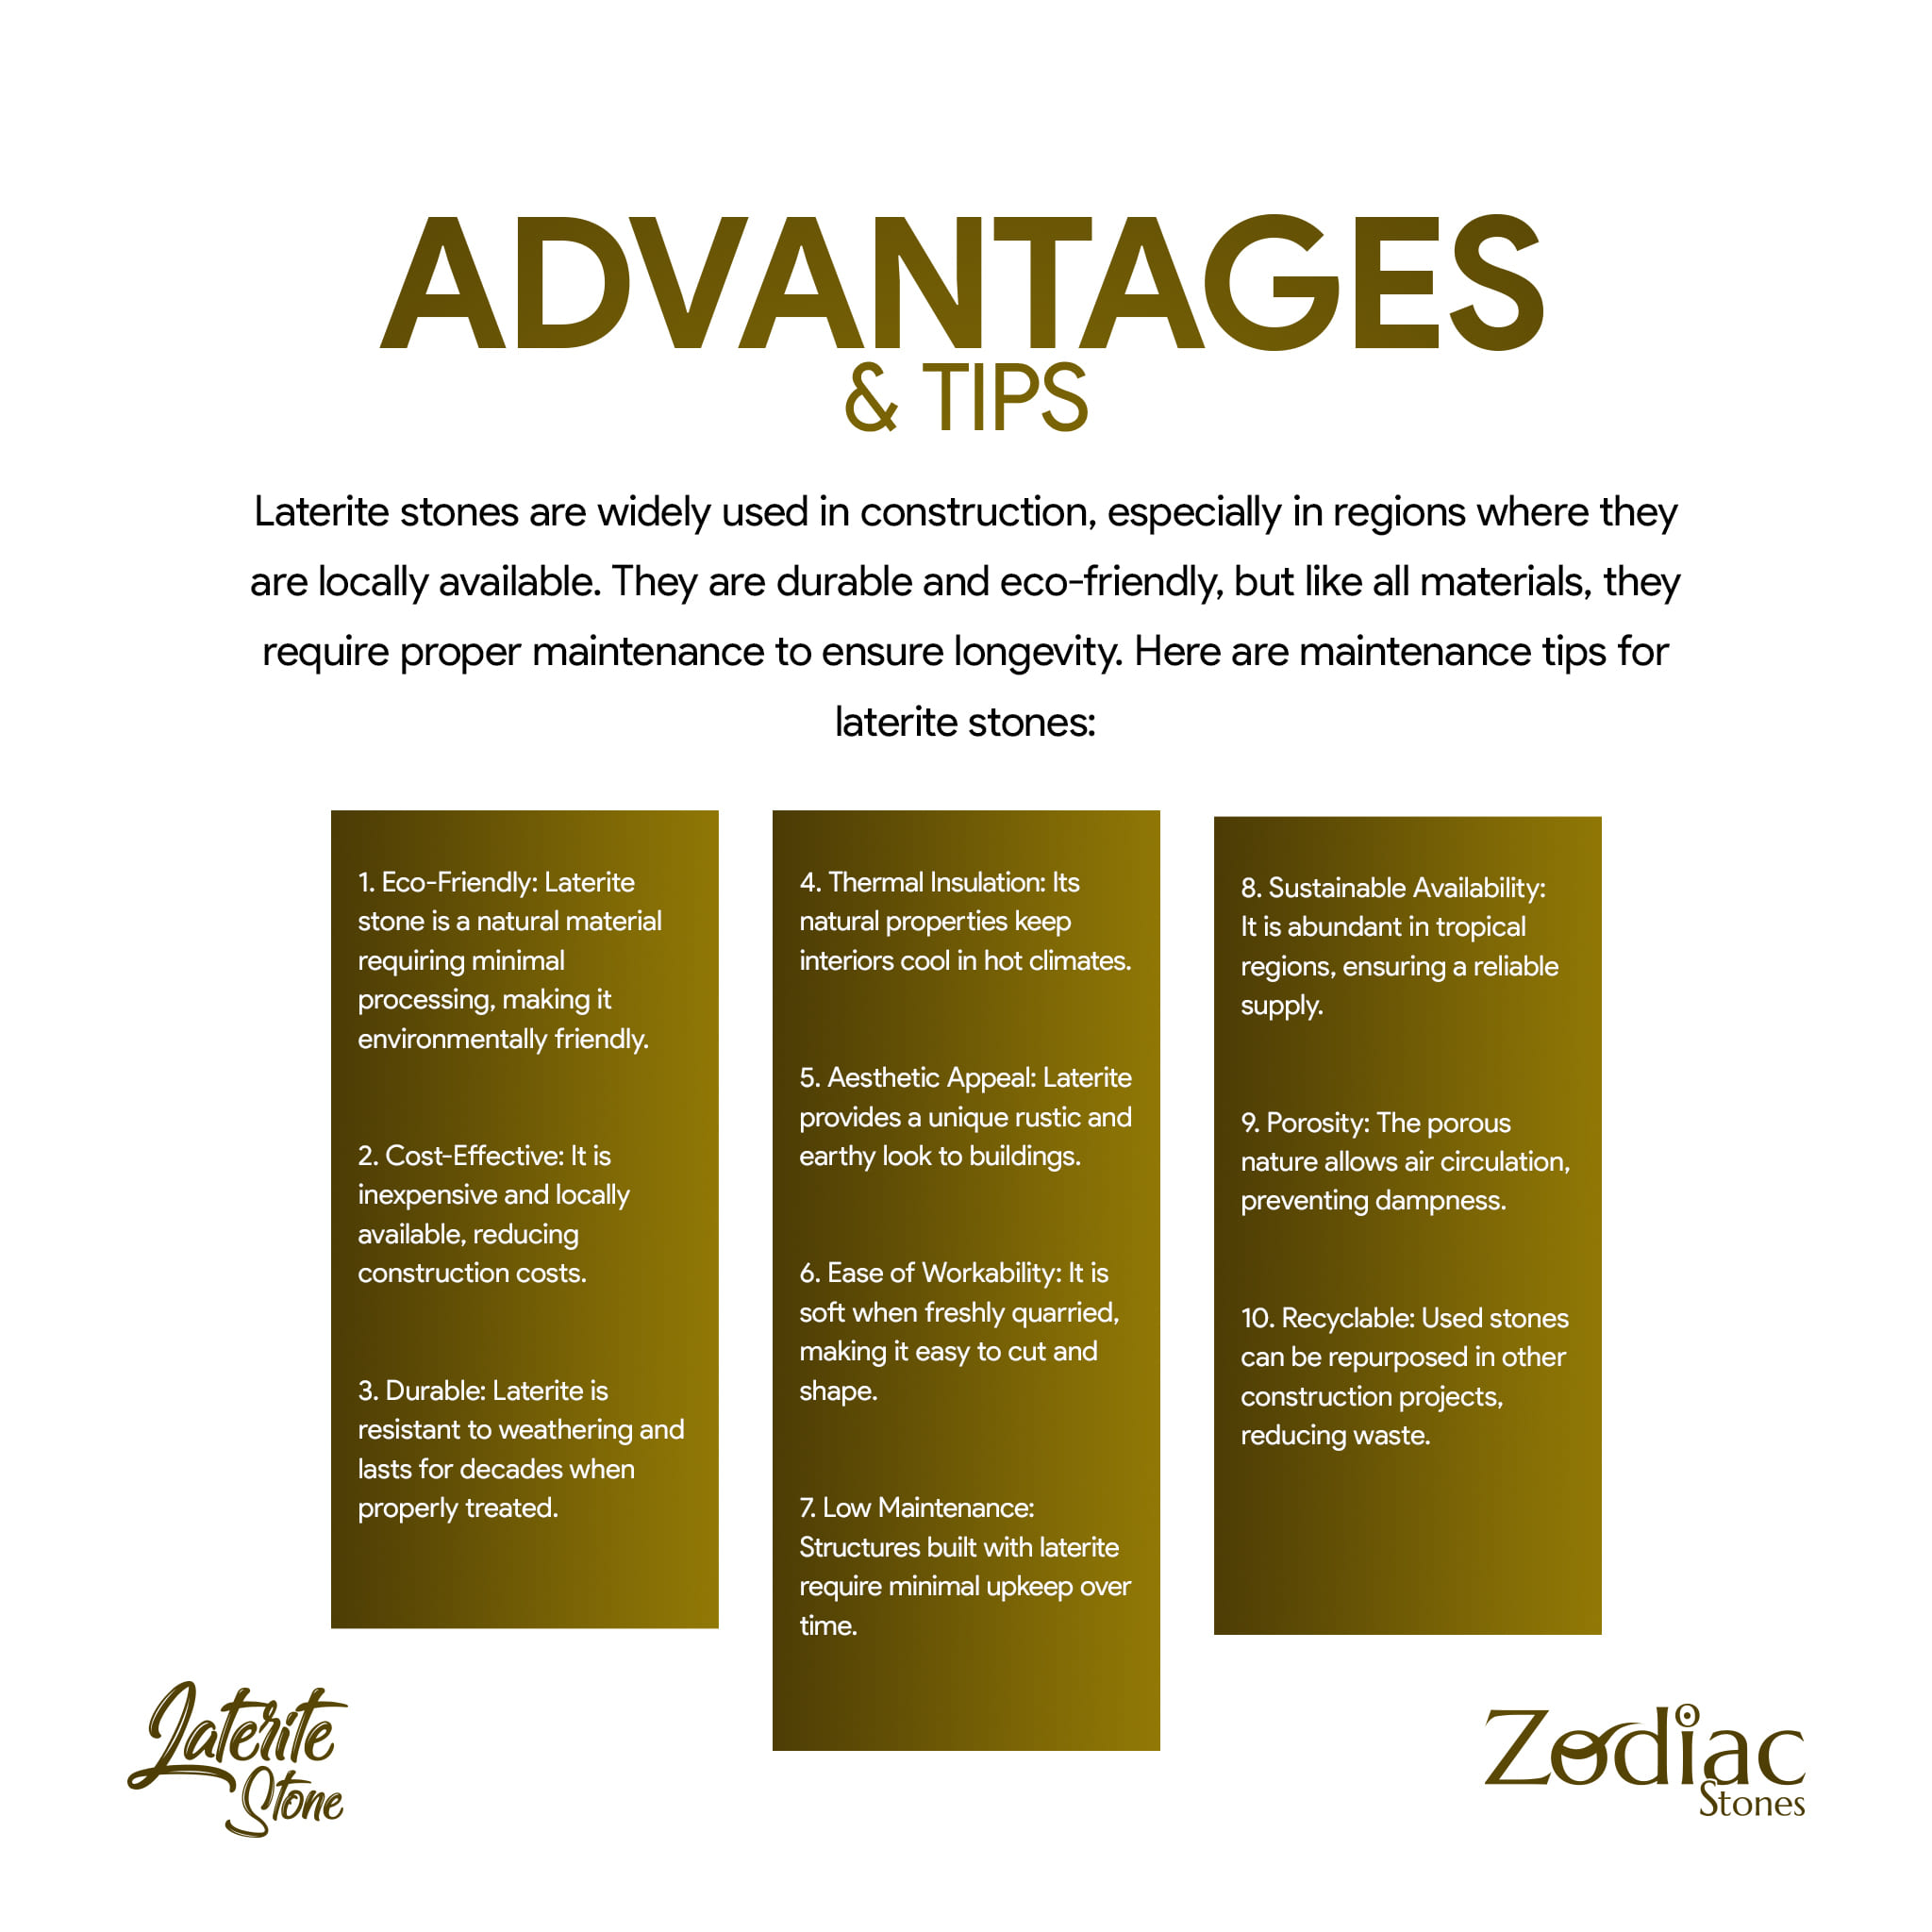 ADVANTAGES
& TIPS
Laterite stones are widely used in construction, especially in regions where they
are locally available. They are durable and eco-friendly, but like all materials, they
require proper maintenance to ensure longevity. Here are maintenance tips for
laterite stones:
1. Eco-Friendly: Laterite
stone is a natural material
requiring minimal
processing, making it
environmentally friendly.
2. Cost-Effective: It is
inexpensive and locally
available, reducing
construction costs.
3. Durable: Laterite is
resistant to weathering and
lasts for decades when
properly treated.
4. Thermal Insulation: Its
natural properties keep
interiors cool in hot climates.
5. Aesthetic Appeal: Laterite
provides a unique rustic and
earthy look to buildings.
6. Ease of Workability: It is
soft when freshly quarried,
making it easy to cut and
shape.
7. Low Maintenance:
Structures built with laterite
require minimal upkeep over
time.
8. Sustainable Availability:
It is abundant in tropical
regions, ensuring a reliable
supply.
9. Porosity: The porous
nature allows air circulation,
preventing dampness.
10. Recyclable: Used stones
can be repurposed in other
construction projects,
reducing waste.
Laterite
Stone
Zodiac
Stones